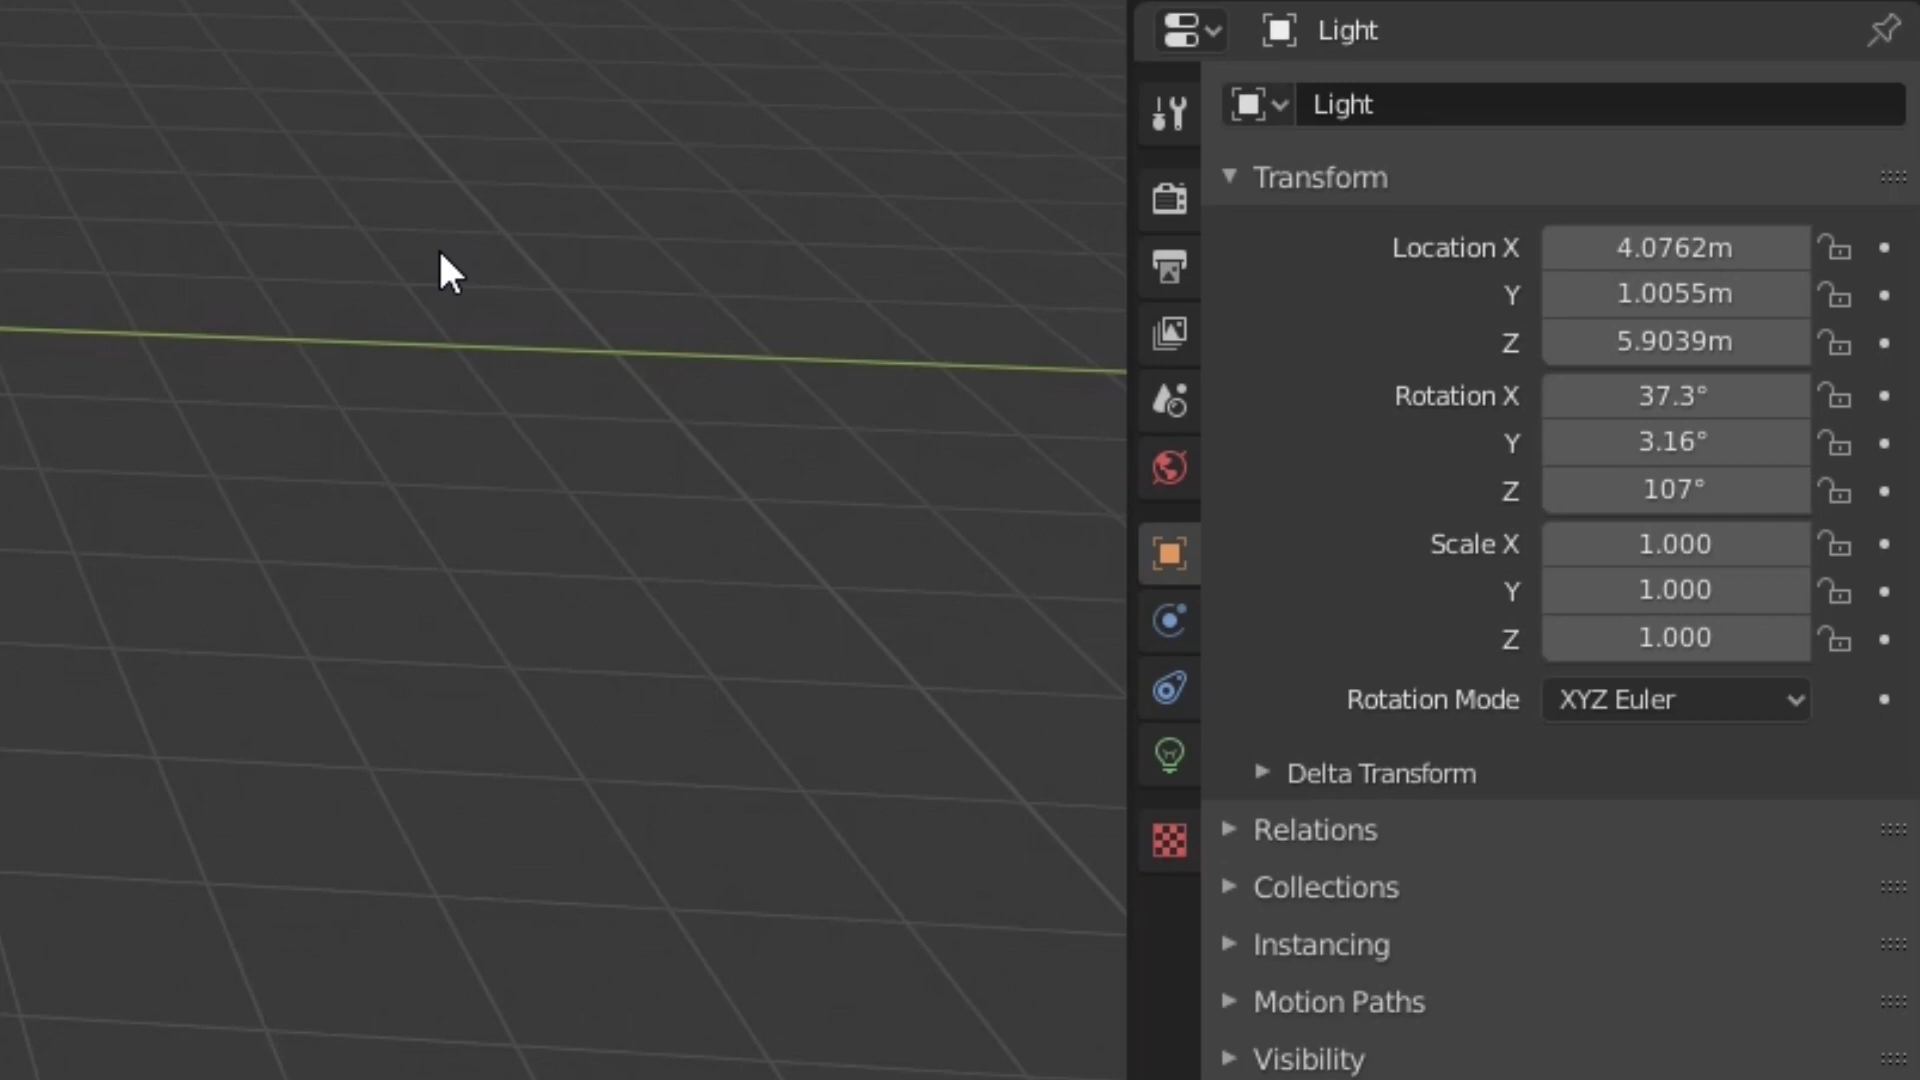 Light
Light
Transform
Location X 4.0762m
Y 1.0055m
Z 5.9039m
Rotation X 37.3°
Y 3.16°
Z 107°
Scale X 1.000
Y 1.000
Z 1.000
Rotation Mode XYZ Euler
Delta Transform
Relations
Collections
Instancing
Motion Paths
Visibility